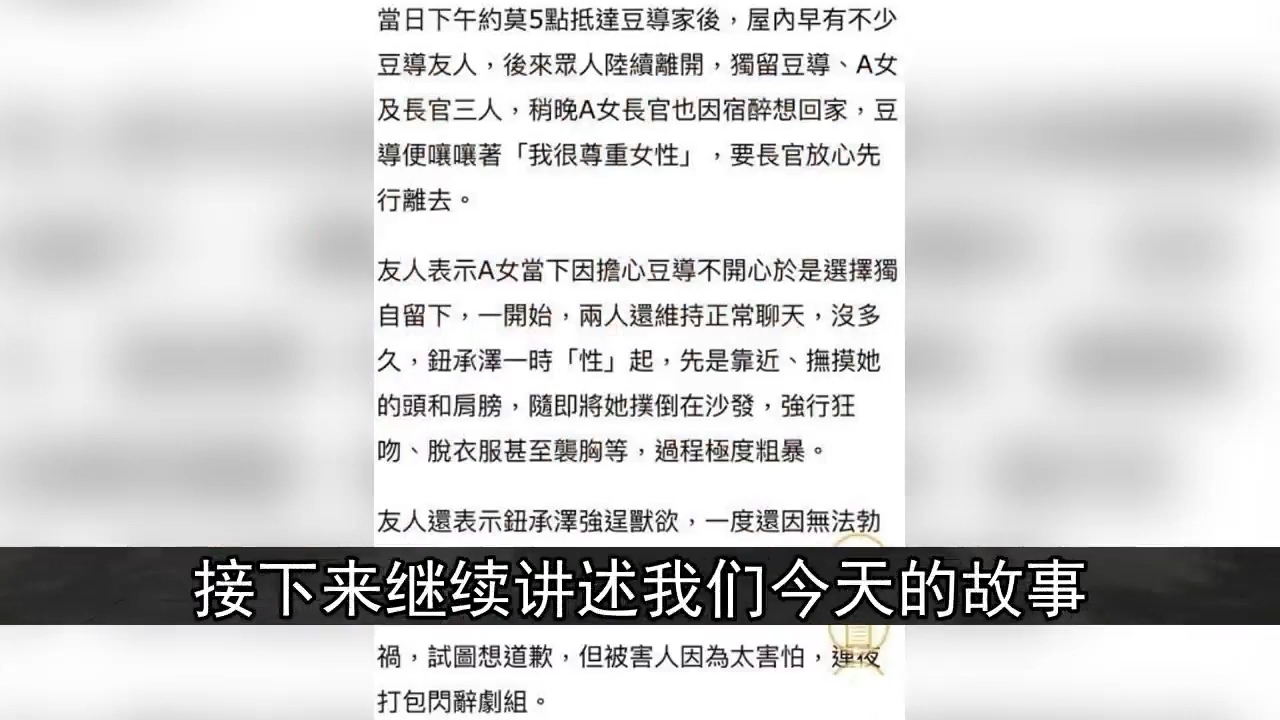 當日下午約莫5點抵達豆導家後，屋內早有不少
豆導友人，後來眾人陸續離開，獨留豆導、A女
及長官三人，稍晚A女長官也因宿醉想回家，豆
導便嚷嚷著「我很尊重女性」，要長官放心先
行離去。
友人表示A女當下因擔心豆導不開心於是選擇獨
自留下，一開始，兩人還維持正常聊天，沒多
久，鈕承澤一時「性」起，先是靠近、撫摸她
的頭和肩膀，隨即將她撲倒在沙發，強行狂
吻、脫衣服甚至襲胸等，過程極度粗暴。
友人還表示鈕承澤強逞獸欲，一度還因無法勃
接下来继续讲述我们今天的故事
禍，試圖想道歉，但被害人因為太害怕，連夜
打包閃辭劇組。